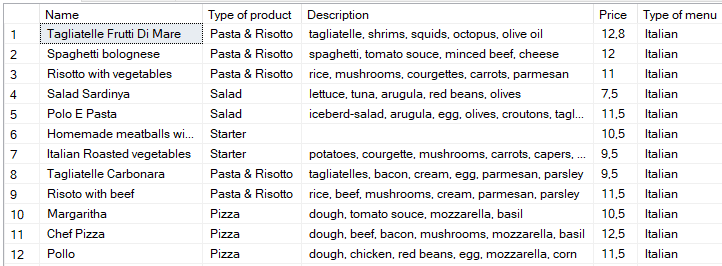 Name Type of product Description Price Type of menu
1 Tagliatelle Frutti Di Mare Pasta & Risotto tagliatelle, shrims, squids, octopus, olive oil 12,8 Italian
2 Spaghetti bolognese Pasta & Risotto spaghetti, tomato souce, minced beef, cheese 12 Italian
3 Risotto with vegetables Pasta & Risotto rice, mushrooms, courgettes, carrots, parmesan 11 Italian
4 Salad Sardinya Salad lettuce, tuna, arugula, red beans, olives 7,5 Italian
5 Polo E Pasta Salad iceberd-salad, arugula, egg, olives, croutons, tagl... 11,5 Italian
6 Homemade meatballs wi... Starter 10,5 Italian
7 Italian Roasted vegetables Starter potatoes, courgette, mushrooms, carrots, capers, ... 9,5 Italian
8 Tagliatelle Carbonara Pasta & Risotto tagliatelles, bacon, cream, egg, parmesan, parsley 9,5 Italian
9 Risoto with beef Pasta & Risotto rice, beef, mushrooms, cream, parmesan, parsley 11,5 Italian
10 Margaritha Pizza dough, tomato souce, mozzarella, basil 10,5 Italian
11 Chef Pizza Pizza dough, beef, bacon, mushrooms, mozzarella 12,5 Italian
12 Pollo Pizza dough, chicken, red beans, egg, mozzarella, corn 11,5 Italian